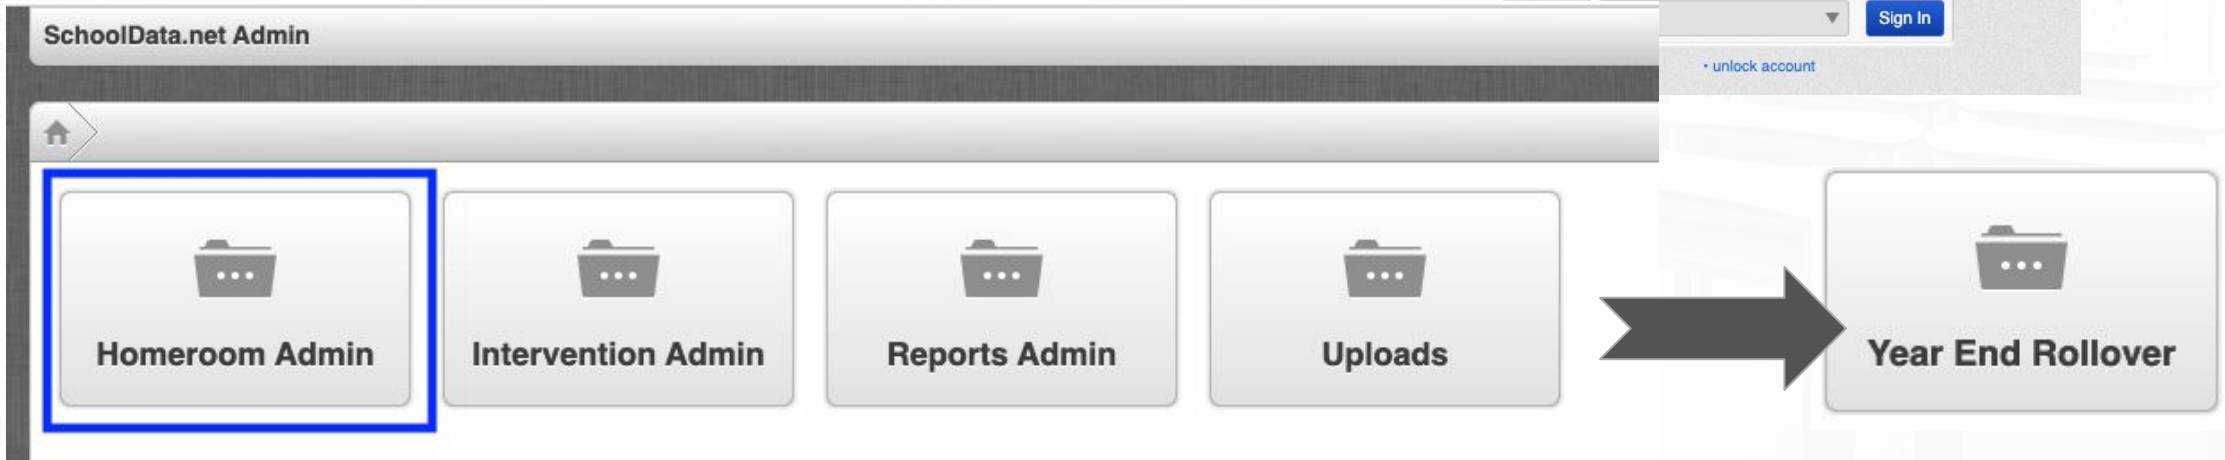 SchoolData.net Admin
Sign In
• unlock account
Homeroom Admin
Intervention Admin
Reports Admin
Uploads
Year End Rollover